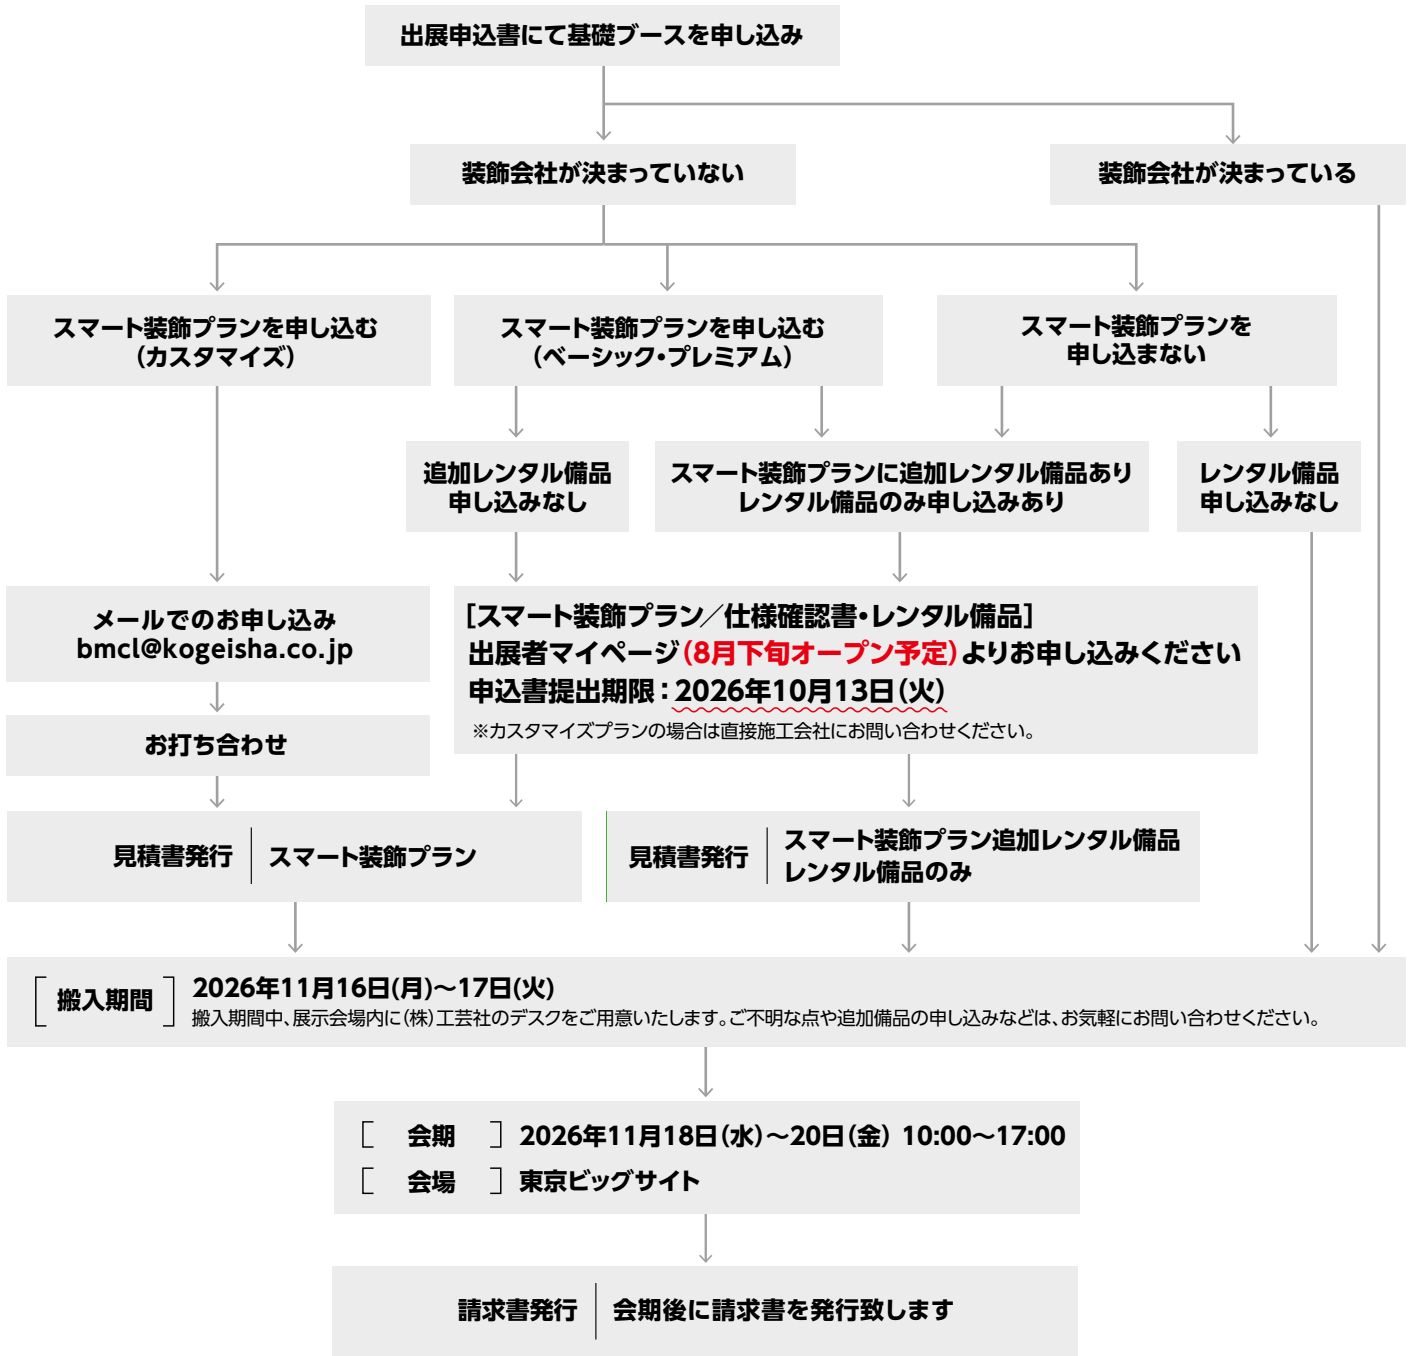 出展申込書にて基礎ブースを申し込み
装飾会社が決まっていない
装飾会社が決まっている
スマート装飾プランを申し込む
（カスタマイズ）
スマート装飾プランを申し込む
（ベーシック・プレミアム）
スマート装飾プランを
申し込まない
追加レンタル備品
申し込みなし
スマート装飾プランに追加レンタル備品あり
レンタル備品のみ申し込みあり
レンタル備品
申し込みなし
メールでのお申し込み
bmcl@kogeisha.co.jp
お打ち合わせ
［スマート装飾プラン／仕様確認書・レンタル備品］
出展者マイページ（8月下旬オープン予定）よりお申し込みください
申込書提出期限：2026年10月13日（火）
※カスタマイズプランの場合は直接施工会社にお問い合わせください。
見積書発行 スマート装飾プラン
見積書発行 スマート装飾プラン追加レンタル備品
レンタル備品のみ
［搬入期間］ 2026年11月16日(月)～17日(火)
搬入期間中、展示会場内に（株）工芸社のデスクをご用意いたします。ご不明な点や追加備品の申し込みなどは、お気軽にお問い合わせください。
［会期］ 2026年11月18日（水）～20日（金） 10:00～17:00
［会場］ 東京ビッグサイト
請求書発行 会期後に請求書を発行致します